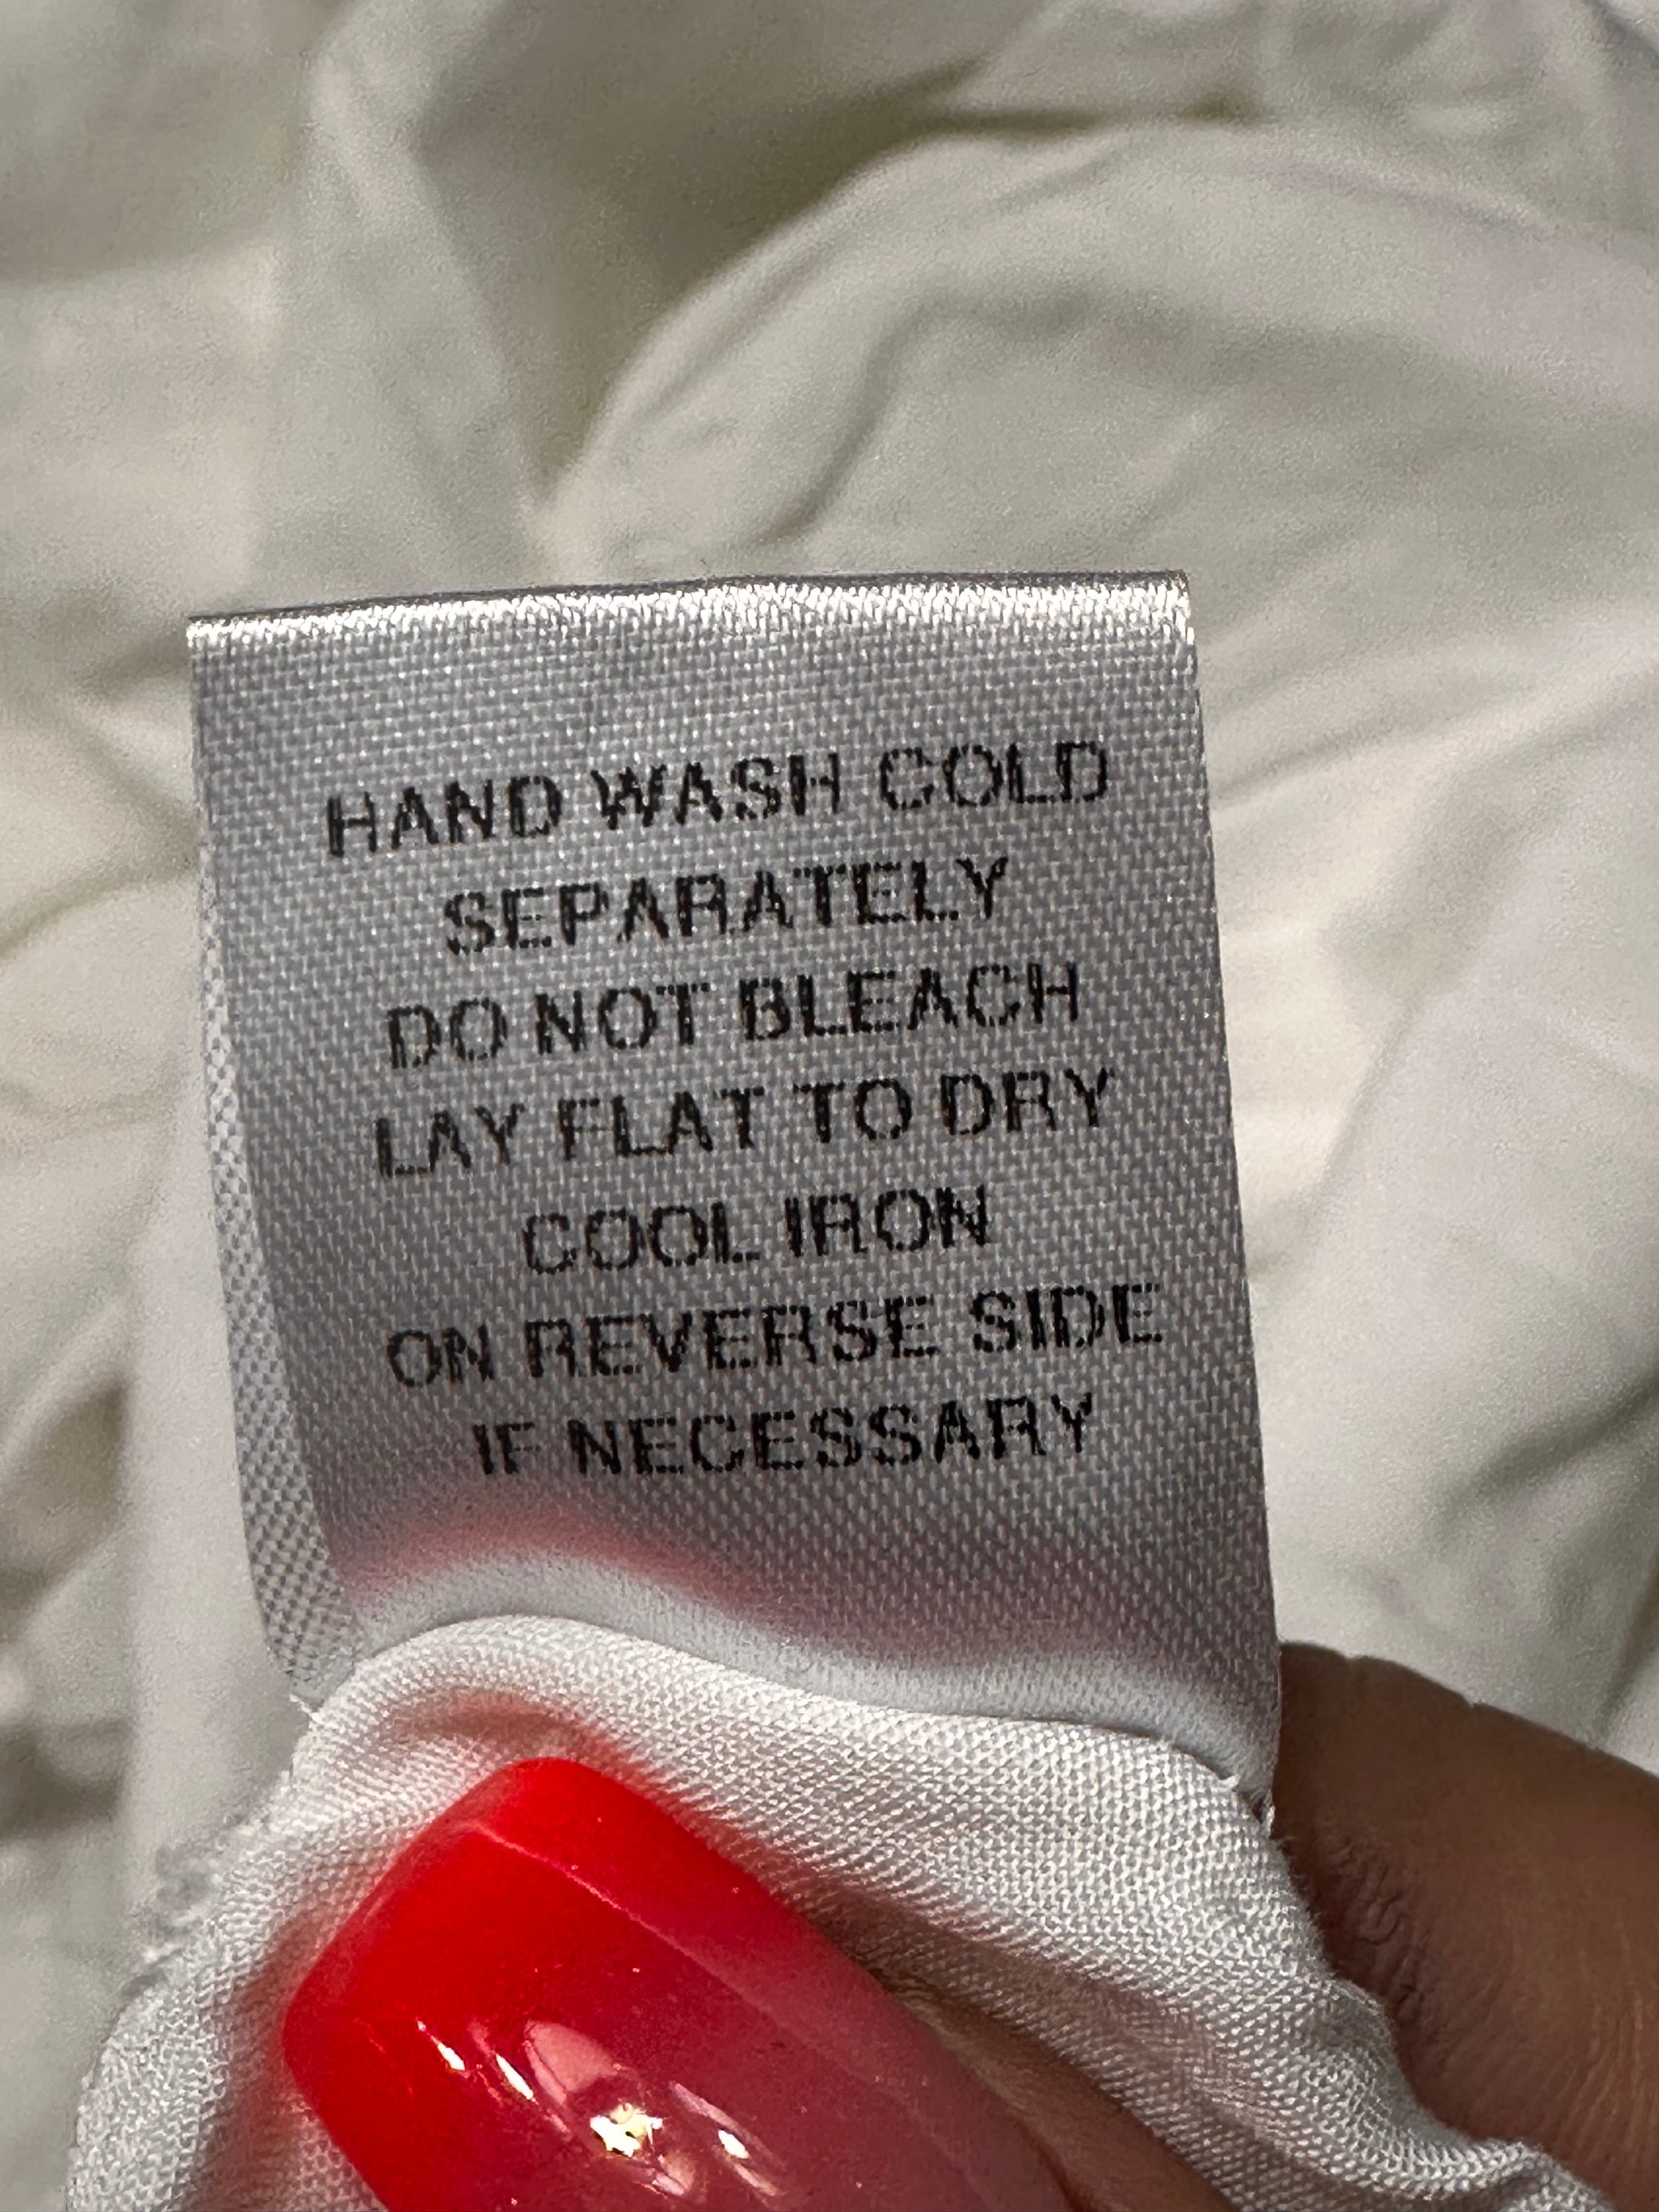 HAND WASH COLD
SEPARATELY
DO NOT BLEACH
LAY FLAT TO DRY
COOL IRON
ON REVERSE SIDE
IF NECESSARY